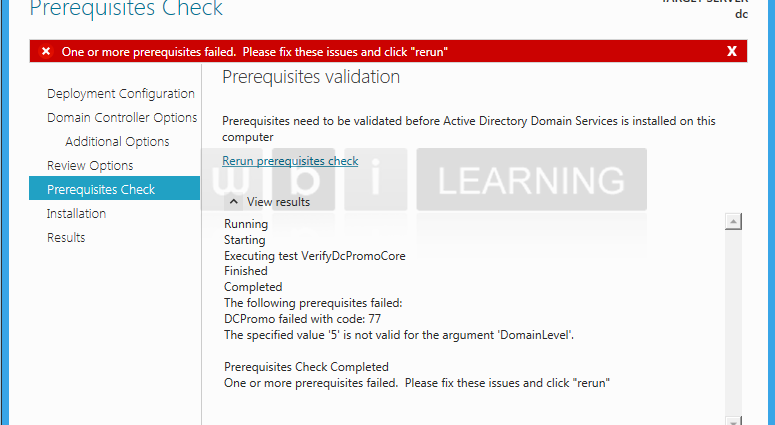 Prerequisites Check
TARGET SERVER
dc
One or more prerequisites failed.  Please fix these issues and click "rerun"
X
Deployment Configuration
Domain Controller Options
Additional Options
Review Options
Prerequisites Check
Installation
Results
Prerequisites validation
Prerequisites need to be validated before Active Directory Domain Services is installed on this
computer
Rerun prerequisites check
wbi LEARNING
View results
Running
Starting
Executing test VerifyDcPromoCore
Finished
Completed
The following prerequisites failed:
DCPromo failed with code: 77
The specified value '5' is not valid for the argument 'DomainLevel'.
Prerequisites Check Completed
One or more prerequisites failed.  Please fix these issues and click "rerun"